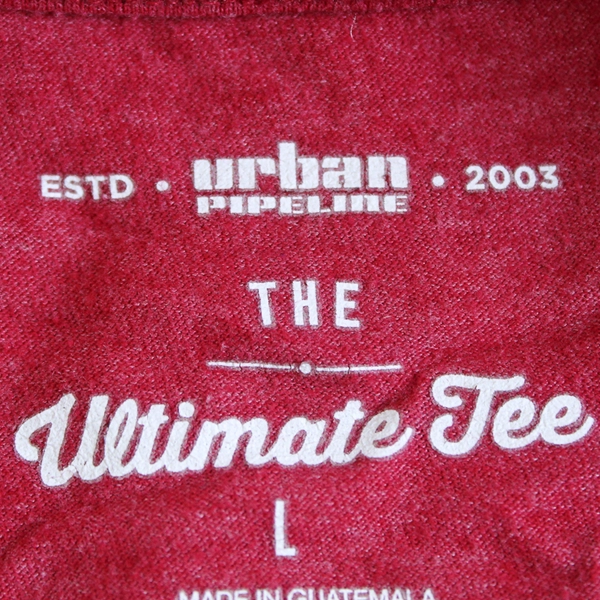 ESTD • urban PIPELINE • 2003
THE
Ultimate Tee
L
MADE IN GUATEMALA